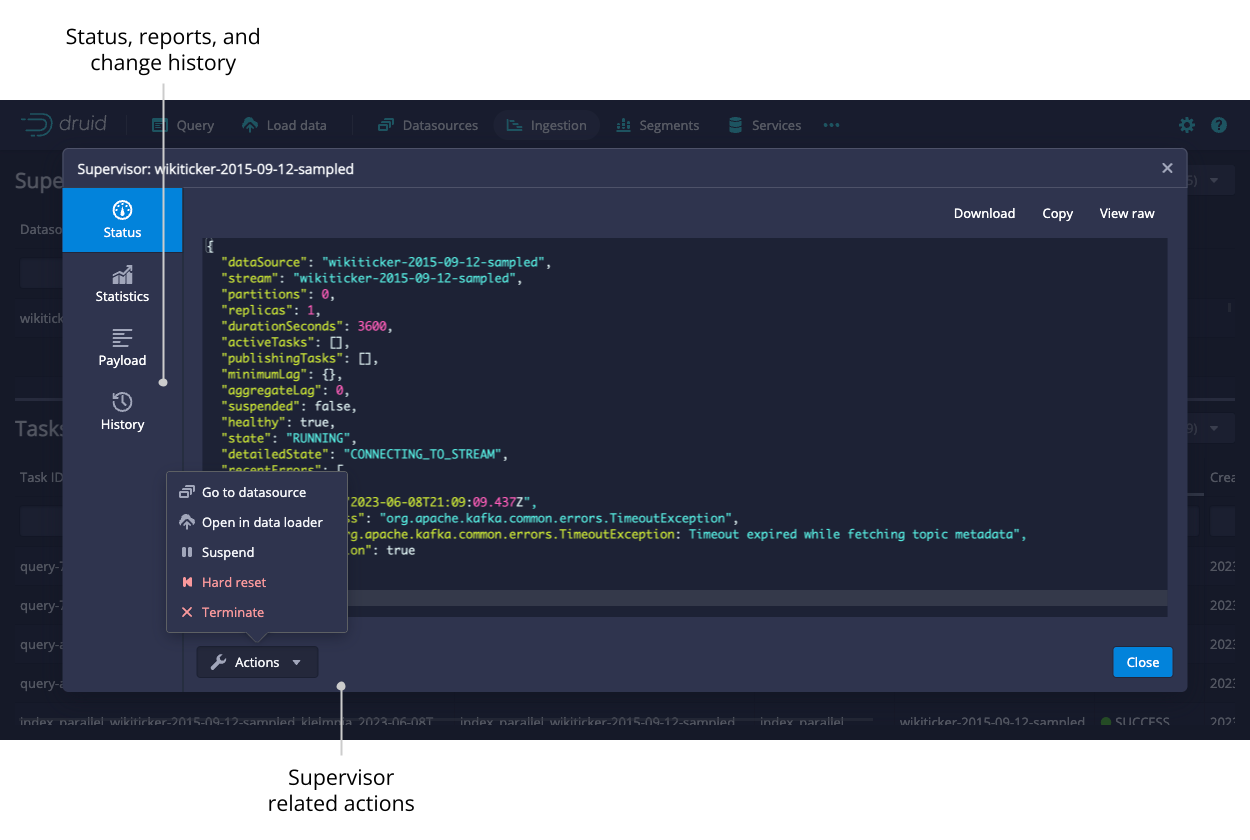 Status, reports, and
change history
druid
Query
Load data
Datasources
Ingestion
Segments
Services
Supervisor: wikiticker-2015-09-12-sampled
Status
Statistics
Payload
History
Download
Copy
View raw
{
"dataSource": "wikiticker-2015-09-12-sampled",
"stream": "wikiticker-2015-09-12-sampled",
"partitions": 0,
"replicas": 1,
"durationSeconds": 3600,
"activeTasks": [],
"publishingTasks": [],
"minimumLag": {},
"aggregateLag": 0,
"suspended": false,
"healthy": true,
"state": "RUNNING",
"detailedState": "CONNECTING_TO_STREAM",
"recentErrors": [
2023-06-08T21:09:09.437Z",
ss": "org.apache.kafka.common.errors.TimeoutException",
rg.apache.kafka.common.errors.TimeoutException: Timeout expired while fetching topic metadata",
on": true
Go to datasource
Open in data loader
Suspend
Hard reset
Terminate
Actions
Close
Supe
5)
Dataso
wikitick
Tasks
9)
Task ID
Crea
query-7
2023
query-7
2023
query-a
2023
query-a
2023
index_parallel_wikiticker-2015-09-12-sampled
index_parallel_wikiticker-2015-09-12-sampled
index_parallel
wikiticker-2015-09-12-sampled
SUCCESS
2023
Supervisor
related actions